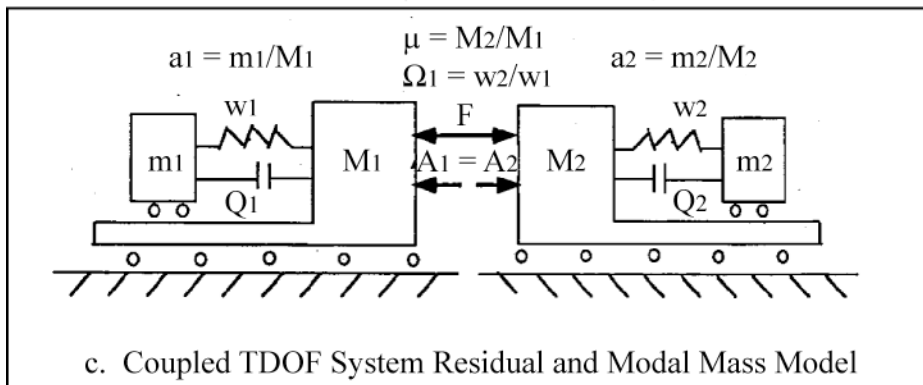 μ = M2/M1
a1 = m1/M1
a2 = m2/M2
Ω1 = w2/w1
w1
F
w2
m1
M1
A1 = A2
M2
m2
Q1
Q2
c. Coupled TDOF System Residual and Modal Mass Model